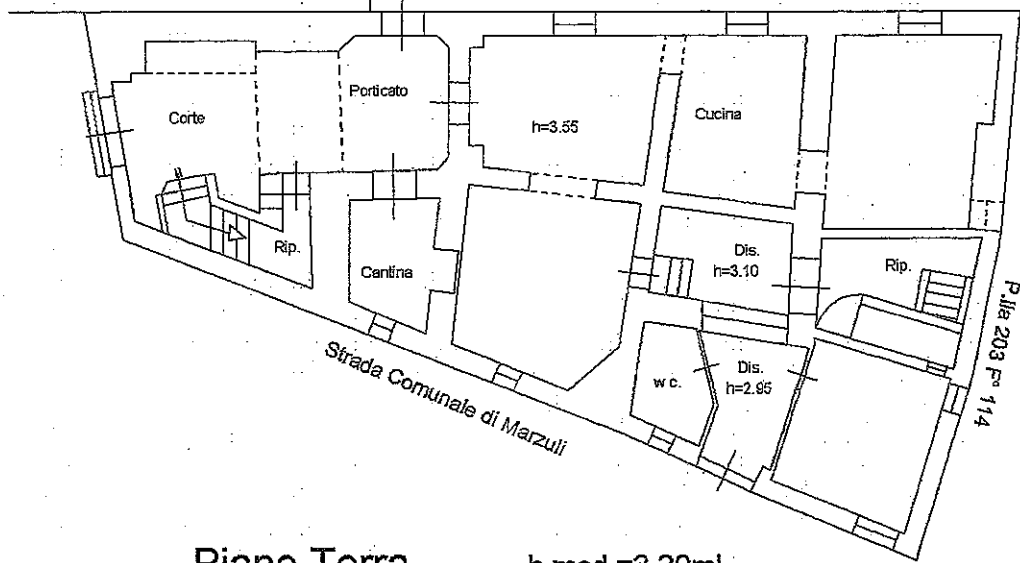 Corte
Porticato
h=3.55
Cucina
Rip.
Cantina
Dis.
h=3.10
Rip.
w c.
Dis.
h=2.95
Strada Comunale di Marzuli
P.lla 203 F° 114
Piano Terra